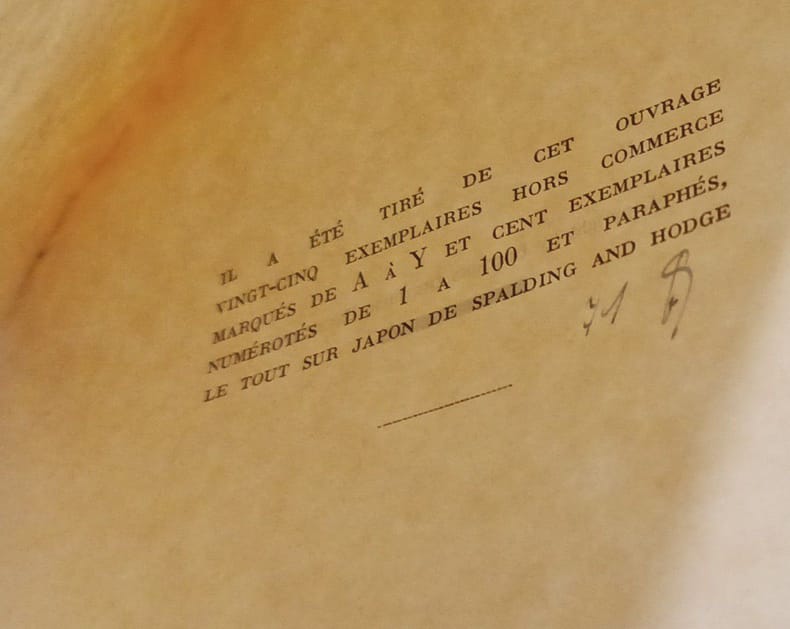 IL A ÉTÉ TIRÉ DE CET OUVRAGE
VINGT-CINQ EXEMPLAIRES HORS COMMERCE
MARQUÉS DE A à Y ET CENT EXEMPLAIRES
NUMÉROTÉS DE 1 A 100 ET PARAPHÉS,
LE TOUT SUR JAPON DE SPALDING AND HODGE